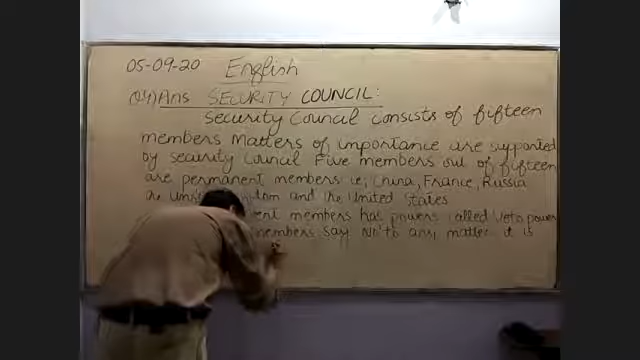 05-09-20 English
Q4) Ans SECURITY COUNCIL:
Security Council consists of fifteen
members Matters of importance are supported
by security council Five members out of fifteen
are permanent members i.e; China, France, Russia
the and the United States
members has powers called Veto power
members say No to any matter it is